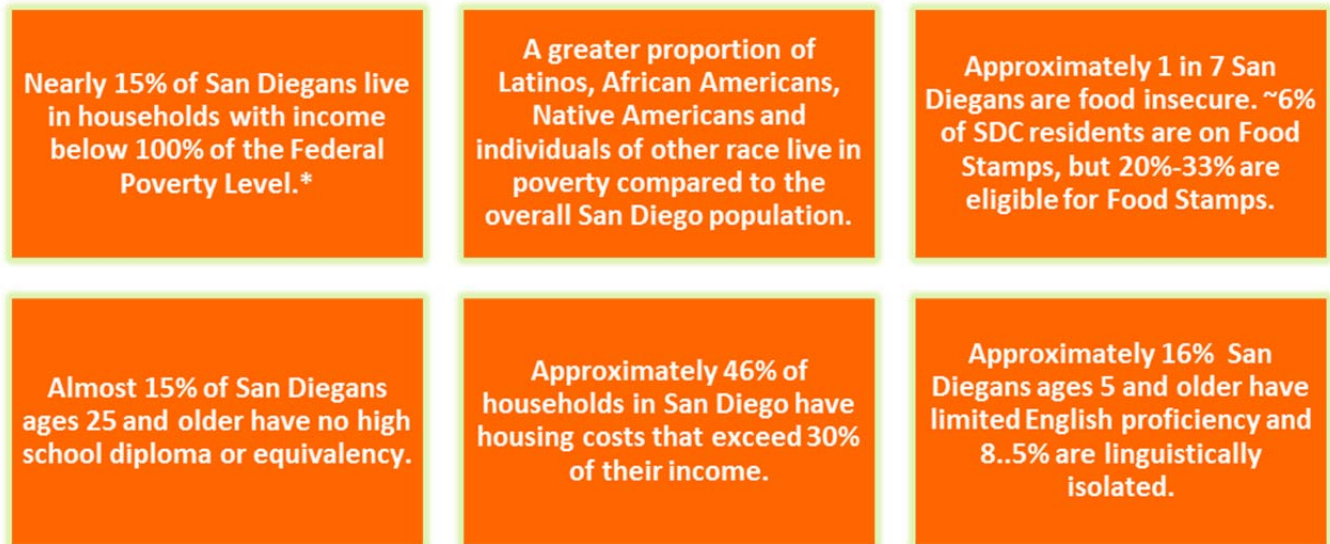 Nearly 15% of San Diegans live
in households with income
below 100% of the Federal
Poverty Level.*
A greater proportion of
Latinos, African Americans,
Native Americans and
individuals of other race live in
poverty compared to the
overall San Diego population.
Approximately 1 in 7 San
Diegans are food insecure. ~6%
of SDC residents are on Food
Stamps, but 20%-33% are
eligible for Food Stamps.
Almost 15% of San Diegans
ages 25 and older have no high
school diploma or equivalency.
Approximately 46% of
households in San Diego have
housing costs that exceed 30%
of their income.
Approximately 16% San
Diegans ages 5 and older have
limited English proficiency and
8..5% are linguistically
isolated.